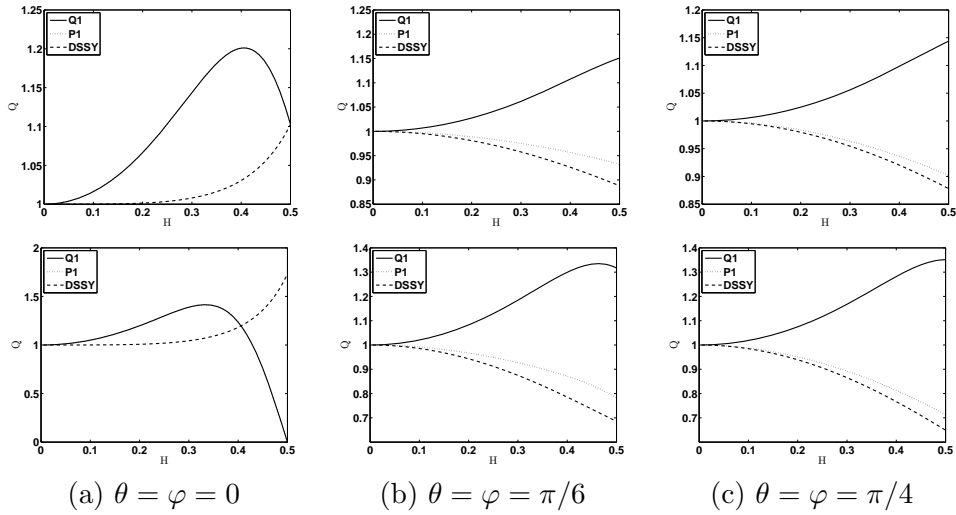 1.25
1.2
1.15
1.1
1.05
1
Q
Q1
P1
DSSY
0 0.1 0.2 0.3 0.4 0.5
H
1.2
1.15
1.1
1.05
1
0.95
0.9
0.85
Q
Q1
P1
DSSY
0 0.1 0.2 0.3 0.4 0.5
H
1.2
1.15
1.1
1.05
1
0.95
0.9
0.85
Q
Q1
P1
DSSY
0 0.1 0.2 0.3 0.4 0.5
H
2
1.5
1
0.5
0
Q
Q1
P1
DSSY
0 0.1 0.2 0.3 0.4 0.5
H
1.4
1.3
1.2
1.1
1
0.9
0.8
0.7
Q
Q1
P1
DSSY
0 0.1 0.2 0.3 0.4 0.5
H
1.4
1.3
1.2
1.1
1
0.9
0.8
0.7
Q
Q1
P1
DSSY
0 0.1 0.2 0.3 0.4 0.5
H
(a) θ = φ = 0
(b) θ = φ = π/6
(c) θ = φ = π/4